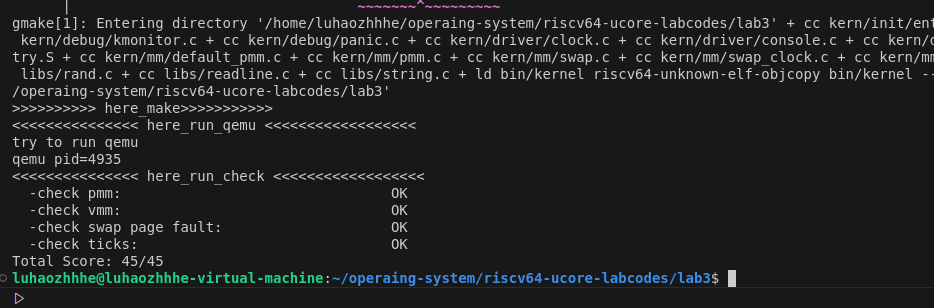 |                                  ~~~~~~~^~~~~~~~~~
gmake[1]: Entering directory '/home/luhaozhhhe/operaing-system/riscv64-ucore-labcodes/lab3' + cc kern/init/ent
kern/debug/kmonitor.c + cc kern/debug/panic.c + cc kern/driver/clock.c + cc kern/driver/console.c + cc kern/d
try.S + cc kern/mm/default_pmm.c + cc kern/mm/pmm.c + cc kern/mm/swap.c + cc kern/mm/swap_clock.c + cc kern/mm
libs/rand.c + cc libs/readline.c + cc libs/string.c + ld bin/kernel riscv64-unknown-elf-objcopy bin/kernel --
/operaing-system/riscv64-ucore-labcodes/lab3'
>>>>>>>>>> here_make>>>>>>>>>>>
<<<<<<<<<<<<<<< here_run_qemu <<<<<<<<<<<<<<<<<<
try to run qemu
qemu pid=4935
<<<<<<<<<<<<<<< here_run_check <<<<<<<<<<<<<<<<<<
-check pmm: OK
-check vmm: OK
-check swap page fault: OK
-check ticks: OK
Total Score: 45/45
luhaozhhhe@luhaozhhhe-virtual-machine:~/operaing-system/riscv64-ucore-labcodes/lab3$